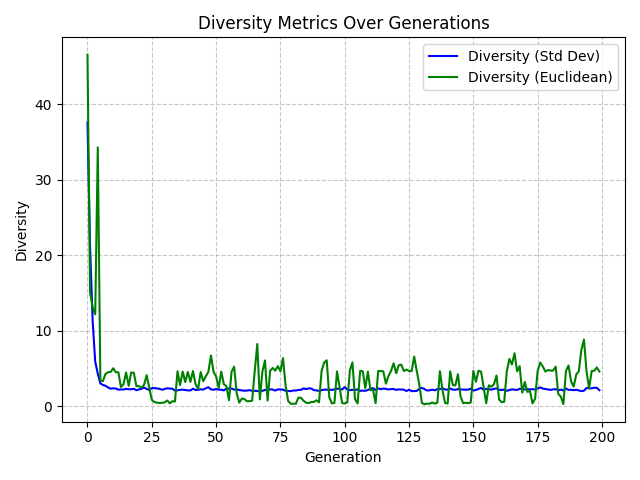 Diversity Metrics Over Generations
Diversity (Std Dev)
Diversity (Euclidean)
40
30
20
10
0
Diversity
0 25 50 75 100 125 150 175 200
Generation